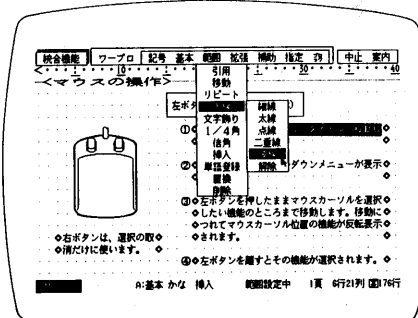 統合機能 ワープロ 記号 基本 範囲 拡張 補助 指定 中止 案内
10 30 40
<マウスの操作>
引用
移動
リピート
文字飾り
1/4角
倍角
挿入
単語登録
置換
削除
細線
太線
点線
二重線
解除
左ボタ
①
②
ダウンメニューが表示
③左ボタンを押したままマウスカーソルを選択
したい機能のところまで移動します。移動に
つれてマウスカーソル位置の機能が反転表示
されます。
④左ボタンを離すとその機能が選択されます。
右ボタンは、選択の取
消だけに使います。
A:基本 かな 挿入 範囲設定中 1頁 6行21列 176行